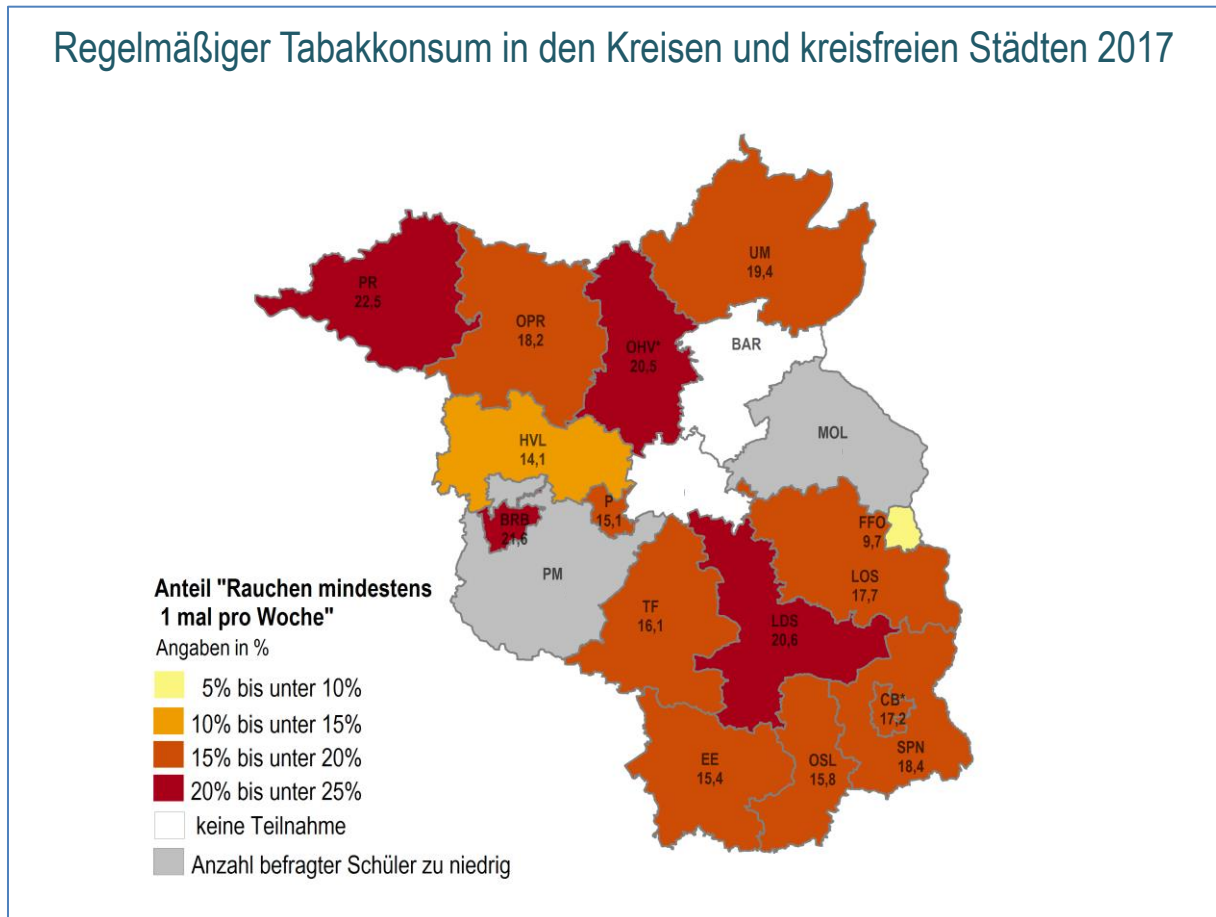 Regelmäßiger Tabakkonsum in den Kreisen und kreisfreien Städten 2017
UM
19,4
PR
22,5
OPR
18,2
OHV*
20,5
BAR
MOL
HVL
14,1
P
15,1
BRB
21,6
FFO
9,7
PM
LOS
17,7
TF
16,1
LDS
20,6
CB*
17,2
SPN
18,4
EE
15,4
OSL
15,8
Anteil "Rauchen mindestens
1 mal pro Woche"
Angaben in %
5% bis unter 10%
10% bis unter 15%
15% bis unter 20%
20% bis unter 25%
keine Teilnahme
Anzahl befragter Schüler zu niedrig